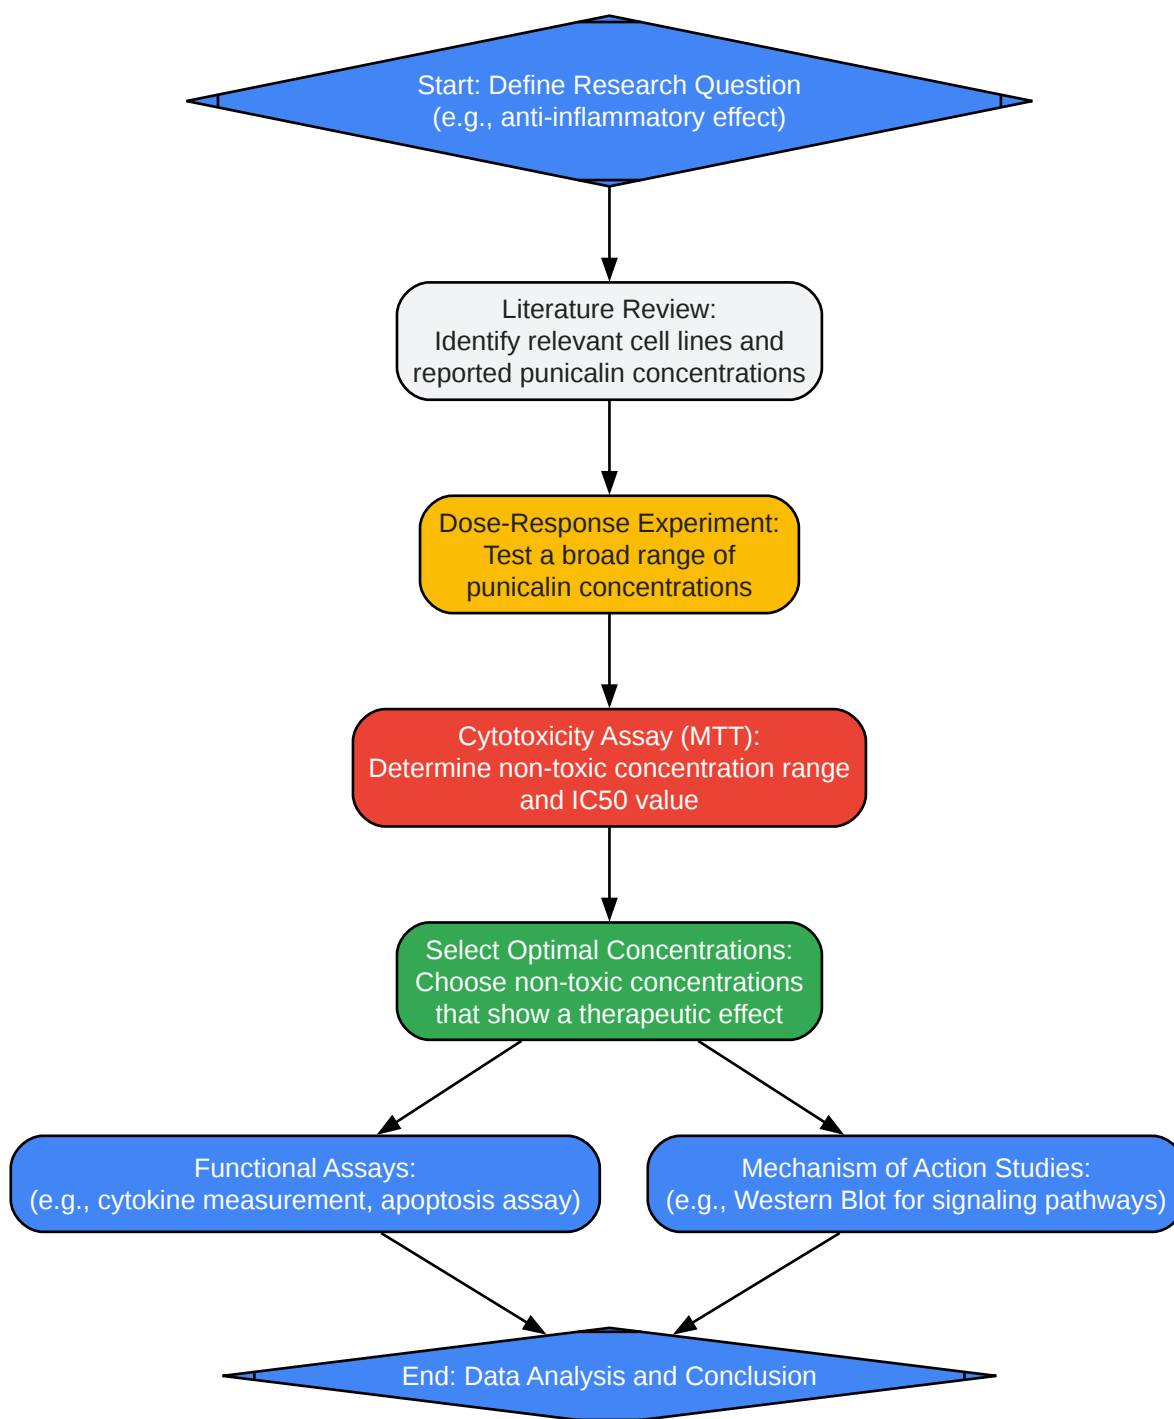 Start: Define Research Question
(e.g., anti-inflammatory effect)
Literature Review:
Identify relevant cell lines and
reported punicalin concentrations
Dose-Response Experiment:
Test a broad range of
punicalin concentrations
Cytotoxicity Assay (MTT):
Determine non-toxic concentration range
and IC50 value
Select Optimal Concentrations:
Choose non-toxic concentrations
that show a therapeutic effect
Functional Assays:
(e.g., cytokine measurement, apoptosis assay)
Mechanism of Action Studies:
(e.g., Western Blot for signaling pathways)
End: Data Analysis and Conclusion